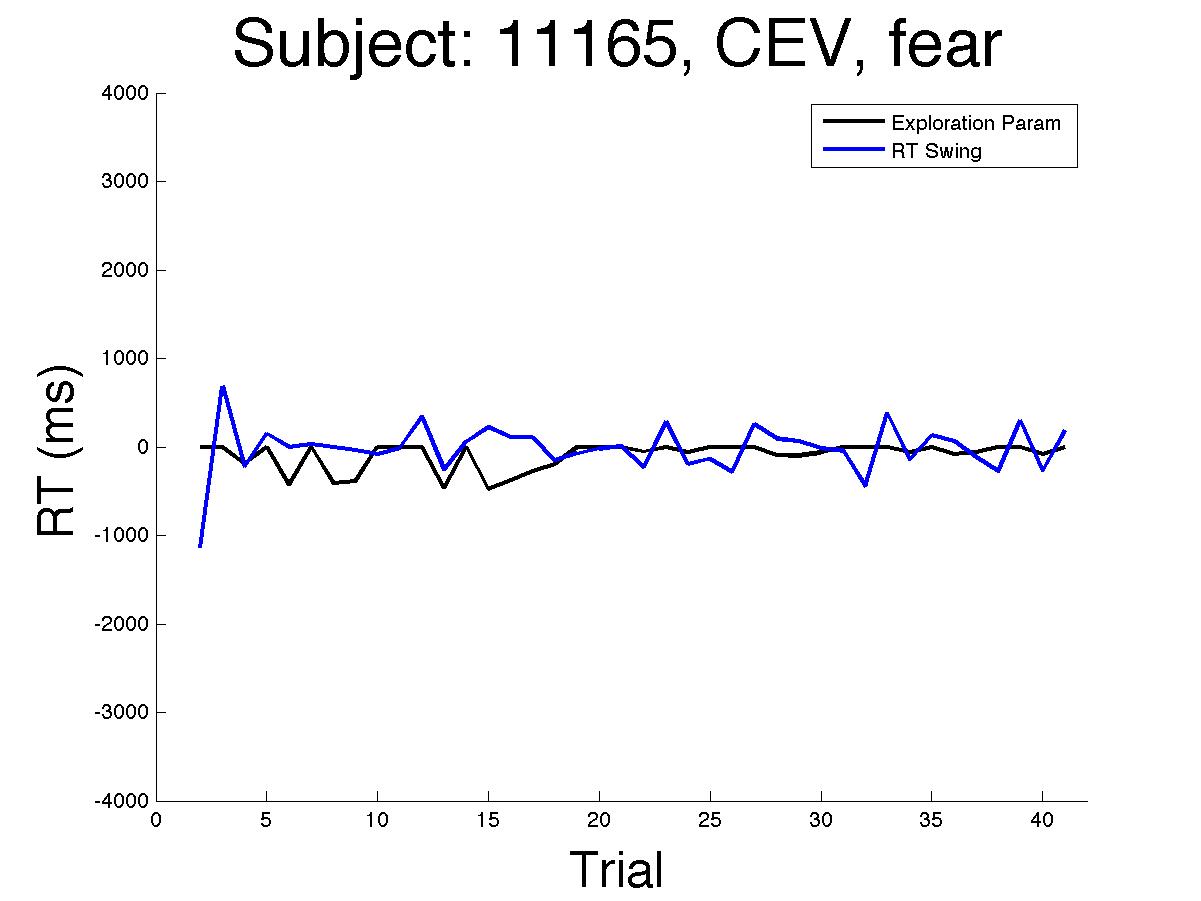 Subject: 11165, CEV, fear
Exploration Param
RT Swing
4000
3000
2000
1000
0
-1000
-2000
-3000
-4000
RT (ms)
0 5 10 15 20 25 30 35 40
Trial